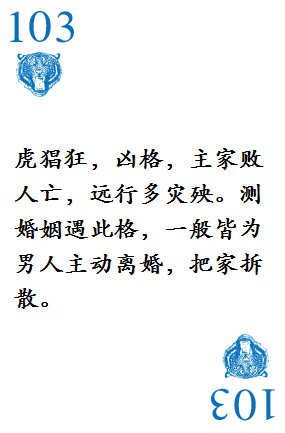 103
虎猖狂，凶格，主家败
人亡，远行多灾殃。测
婚姻遇此格，一般皆为
男人主动离婚，把家拆
散。
103